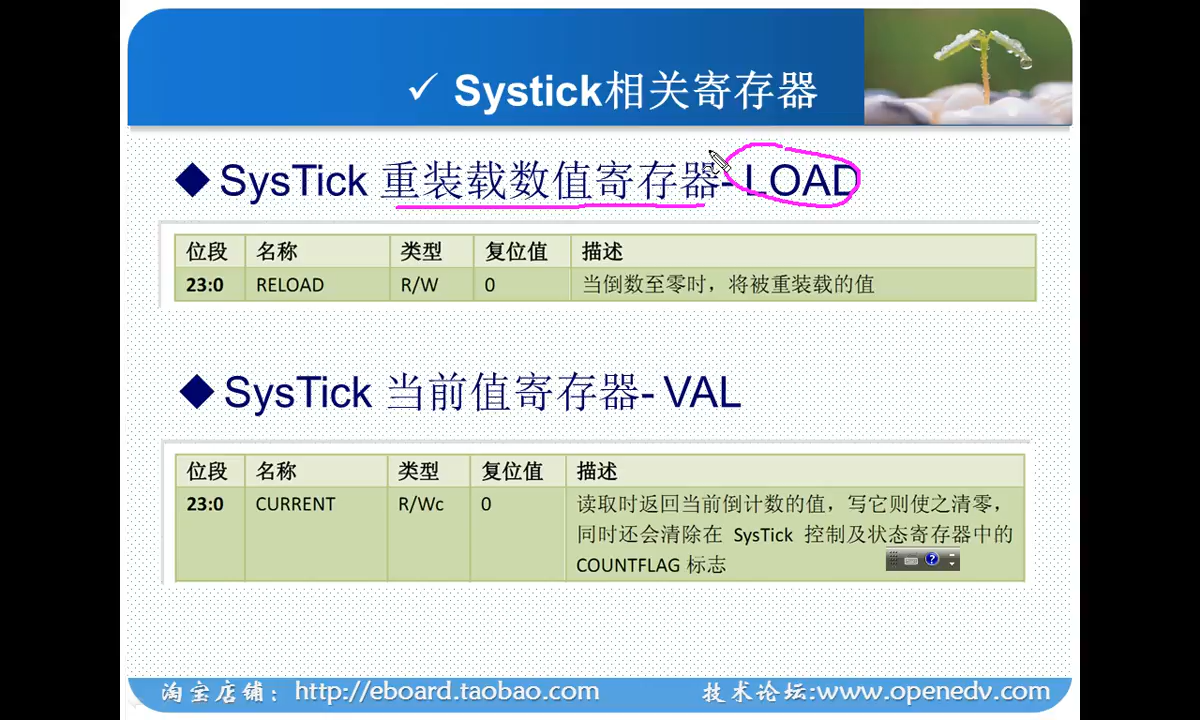 ✓ Systick相关寄存器
◆ SysTick 重装载数值寄存器- LOAD
位段 名称 类型 复位值 描述
23:0 RELOAD R/W 0 当倒数至零时，将被重装载的值
◆ SysTick 当前值寄存器- VAL
位段 名称 类型 复位值 描述
23:0 CURRENT R/Wc 0 读取时返回当前倒计数的值，写它则使之清零，
同时还会清除在 SysTick 控制及状态寄存器中的
COUNTFLAG 标志
淘宝店铺：http://eboard.taobao.com 技术论坛:www.openedv.com